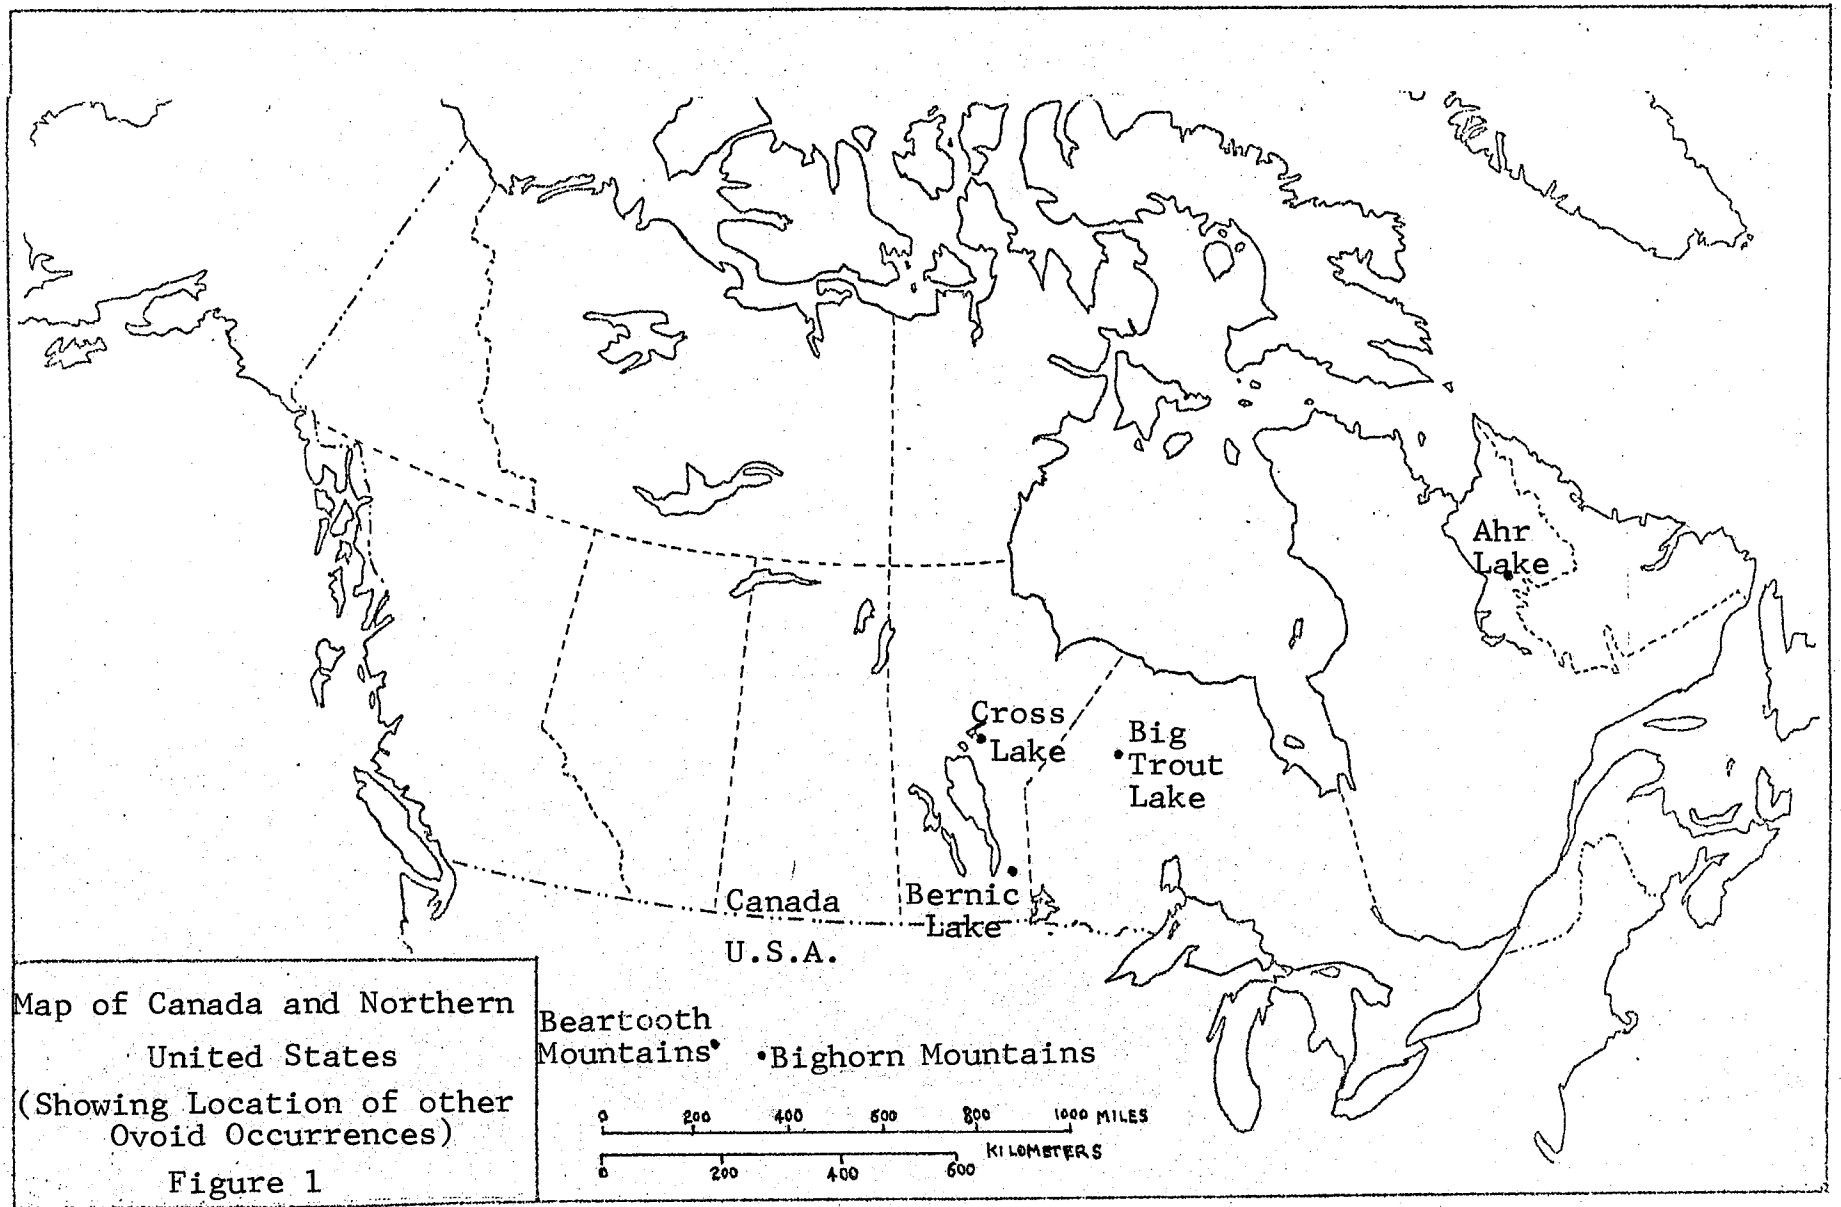 Ahr
Lake
Cross
Lake
Big
Trout
Lake
Bernic
Lake
Canada
U.S.A.
Beartooth
Mountains
Bighorn Mountains
0 200 400 600 800 1000 MILES
KILOMETERS
0 200 400 600
Map of Canada and Northern
United States
(Showing Location of other
Ovoid Occurrences)
Figure 1